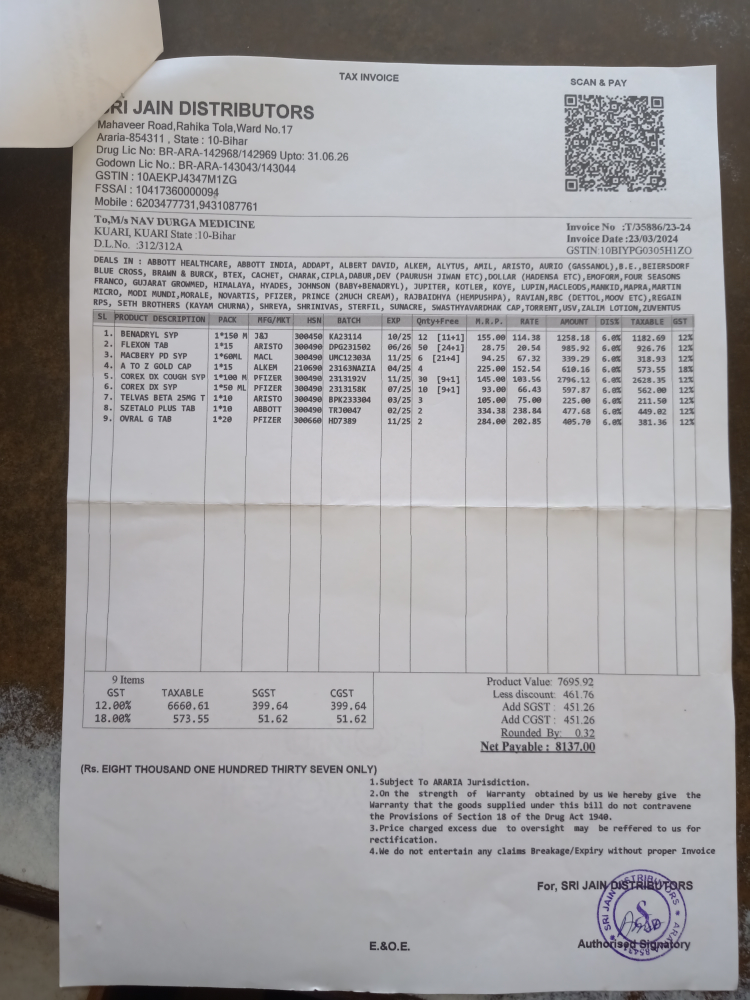 TAX INVOICE
SCAN & PAY
SRI JAIN DISTRIBUTORS
Mahaveer Road,Rahika Tola,Ward No.17
Araria-854311 , State : 10-Bihar
Drug Lic No: BR-ARA-142968/142969 Upto: 31.06.26
Godown Lic No.: BR-ARA-143043/143044
GSTIN : 10AEKPJ4347M1ZG
FSSAI : 10417360000094
Mobile : 6203477731,9431087761
To,M/s NAV DURGA MEDICINE
KUARI, KUARI State :10-Bihar
D.L.No. :312/312A
Invoice No :T/35886/23-24
Invoice Date :23/03/2024
GSTIN:10BIYPG0305H1ZO
DEALS IN : ABBOTT HEALTHCARE, ABBOTT INDIA, ADDAPT, ALBERT DAVID, ALKEM, ALYTUS, AMIL, ARISTO, AURIO (GASSANOL),B.E.,BEIERSDORF
BLUE CROSS, BRAWN & BURCK, BTEX, CACHET, CHARAK,CIPLA,DABUR,DEV (PAURUSH JIWAN ETC),DOLLAR (HADENSA ETC),EMOFORM,FOUR SEASONS
FRANCO, GUJARAT GROWMED, HIMALAYA, HYADES, JOHNSON (BABY+BENADRYL), JUPITER, KOTLER, KOYE, LUPIN,MACLEODS,MANKID,MAPRA,MARTIN
MICRO, MODI MUNDI,MORALE, NOVARTIS, PFIZER, PRINCE (2MUCH CREAM), RAJBAIDHYA (HEMPUSHPA), RAVIAN,RBC (DETTOL,MOOV ETC),REGAIN
RPS, SETH BROTHERS (KAYAM CHURNA), SHREYA, SHRINIVAS, STERFIL, SUNACRE, SWASTHYAVARDHAK CAP,TORRENT,USV,ZALIM LOTION,ZUVENTUS
SL PRODUCT DESCRIPTION PACK MFG/MKT HSN BATCH EXP Qnty+Free M.R.P. RATE AMOUNT DIS% TAXABLE GST
1. BENADRYL SYP 1*150 M J&J 300450 KA23114 10/25 12 [11+1] 155.00 114.38 1258.18 6.0% 1182.69 12%
2. FLEXON TAB 1*15 ARISTO 300490 DPG231502 06/26 50 [24+1] 28.75 20.54 985.92 6.0% 926.76 12%
3. MACBERY PD SYP 1*60ML MACL 300490 UMC12303A 11/25 6 [21+4] 94.25 67.32 339.29 6.0% 318.93 12%
4. A TO Z GOLD CAP 1*15 ALKEM 210690 23163NAZIA 04/25 4 225.00 152.54 610.16 6.0% 573.55 18%
5. COREX DX COUGH SYP 1*100 M PFIZER 300490 2313192V 11/25 30 [9+1] 145.00 103.56 2796.12 6.0% 2628.35 12%
6. COREX DX SYP 1*50 ML PFIZER 300490 2313158K 07/25 10 [9+1] 93.00 66.43 597.87 6.0% 562.00 12%
7. TELVAS BETA 25MG T 1*10 ARISTO 300490 BPK233304 03/25 3 105.00 75.00 225.00 6.0% 211.50 12%
8. SZETALO PLUS TAB 1*10 ABBOTT 300490 TRJ0047 02/25 2 334.38 238.84 477.68 6.0% 449.02 12%
9. OVRAL G TAB 1*20 PFIZER 300660 HD7389 11/25 2 284.00 202.85 405.70 6.0% 381.36 12%
9 Items
GST TAXABLE SGST CGST
12.00% 6660.61 399.64 399.64
18.00% 573.55 51.62 51.62
Product Value: 7695.92
Less discount: 461.76
Add SGST : 451.26
Add CGST : 451.26
Rounded By: 0.32
Net Payable : 8137.00
(Rs. EIGHT THOUSAND ONE HUNDRED THIRTY SEVEN ONLY)
1.Subject To ARARIA Jurisdiction.
2.On the strength of Warranty obtained by us We hereby give the
Warranty that the goods supplied under this bill do not contravene
the Provisions of Section 18 of the Drug Act 1940.
3.Price charged excess due to oversight may be reffered to us for
rectification.
4.We do not entertain any claims Breakage/Expiry without proper Invoice
For, SRI JAIN DISTRIBUTORS
SRI JAIN DISTRIBUTORS
E.&O.E.
Authorised Signatory